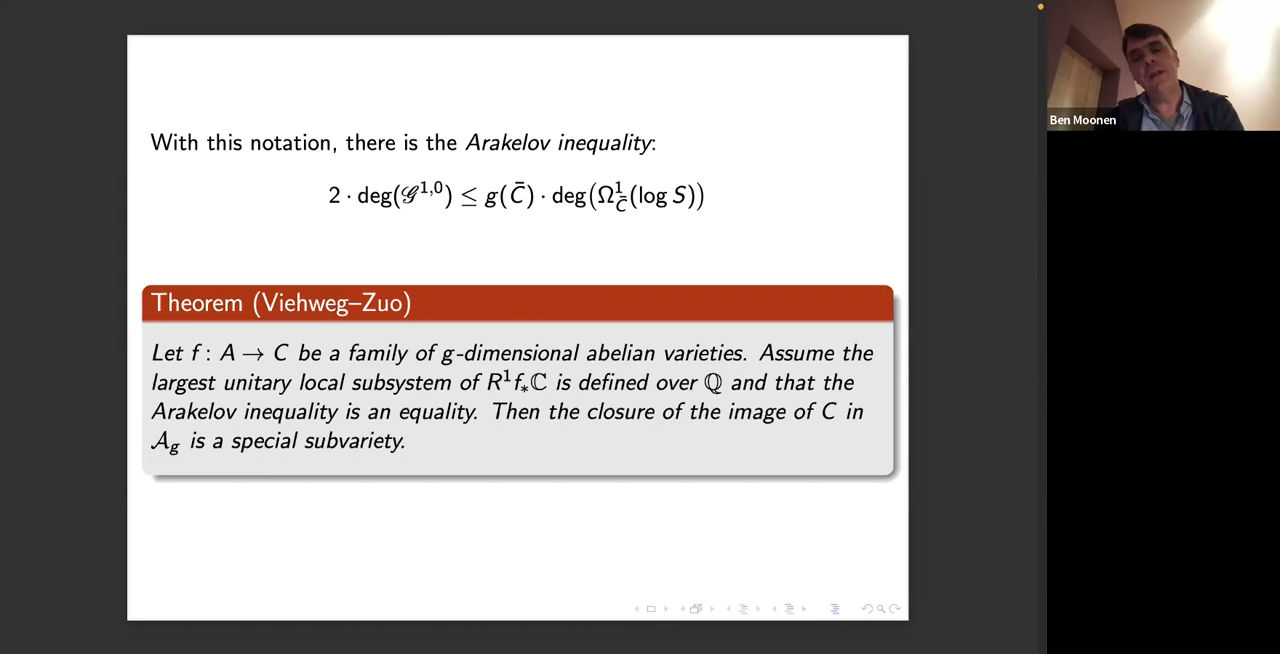 With this notation, there is the Arakelov inequality:
2 · deg(𝒢^{1,0}) ≤ g(C̄) · deg(Ω^1_{C̄}(log S))
Theorem (Viehweg–Zuo)
Let f : A → C be a family of g-dimensional abelian varieties. Assume the
largest unitary local subsystem of R^1f_*ℂ is defined over ℚ and that the
Arakelov inequality is an equality. Then the closure of the image of C in
𝒜_g is a special subvariety.
Ben Moonen